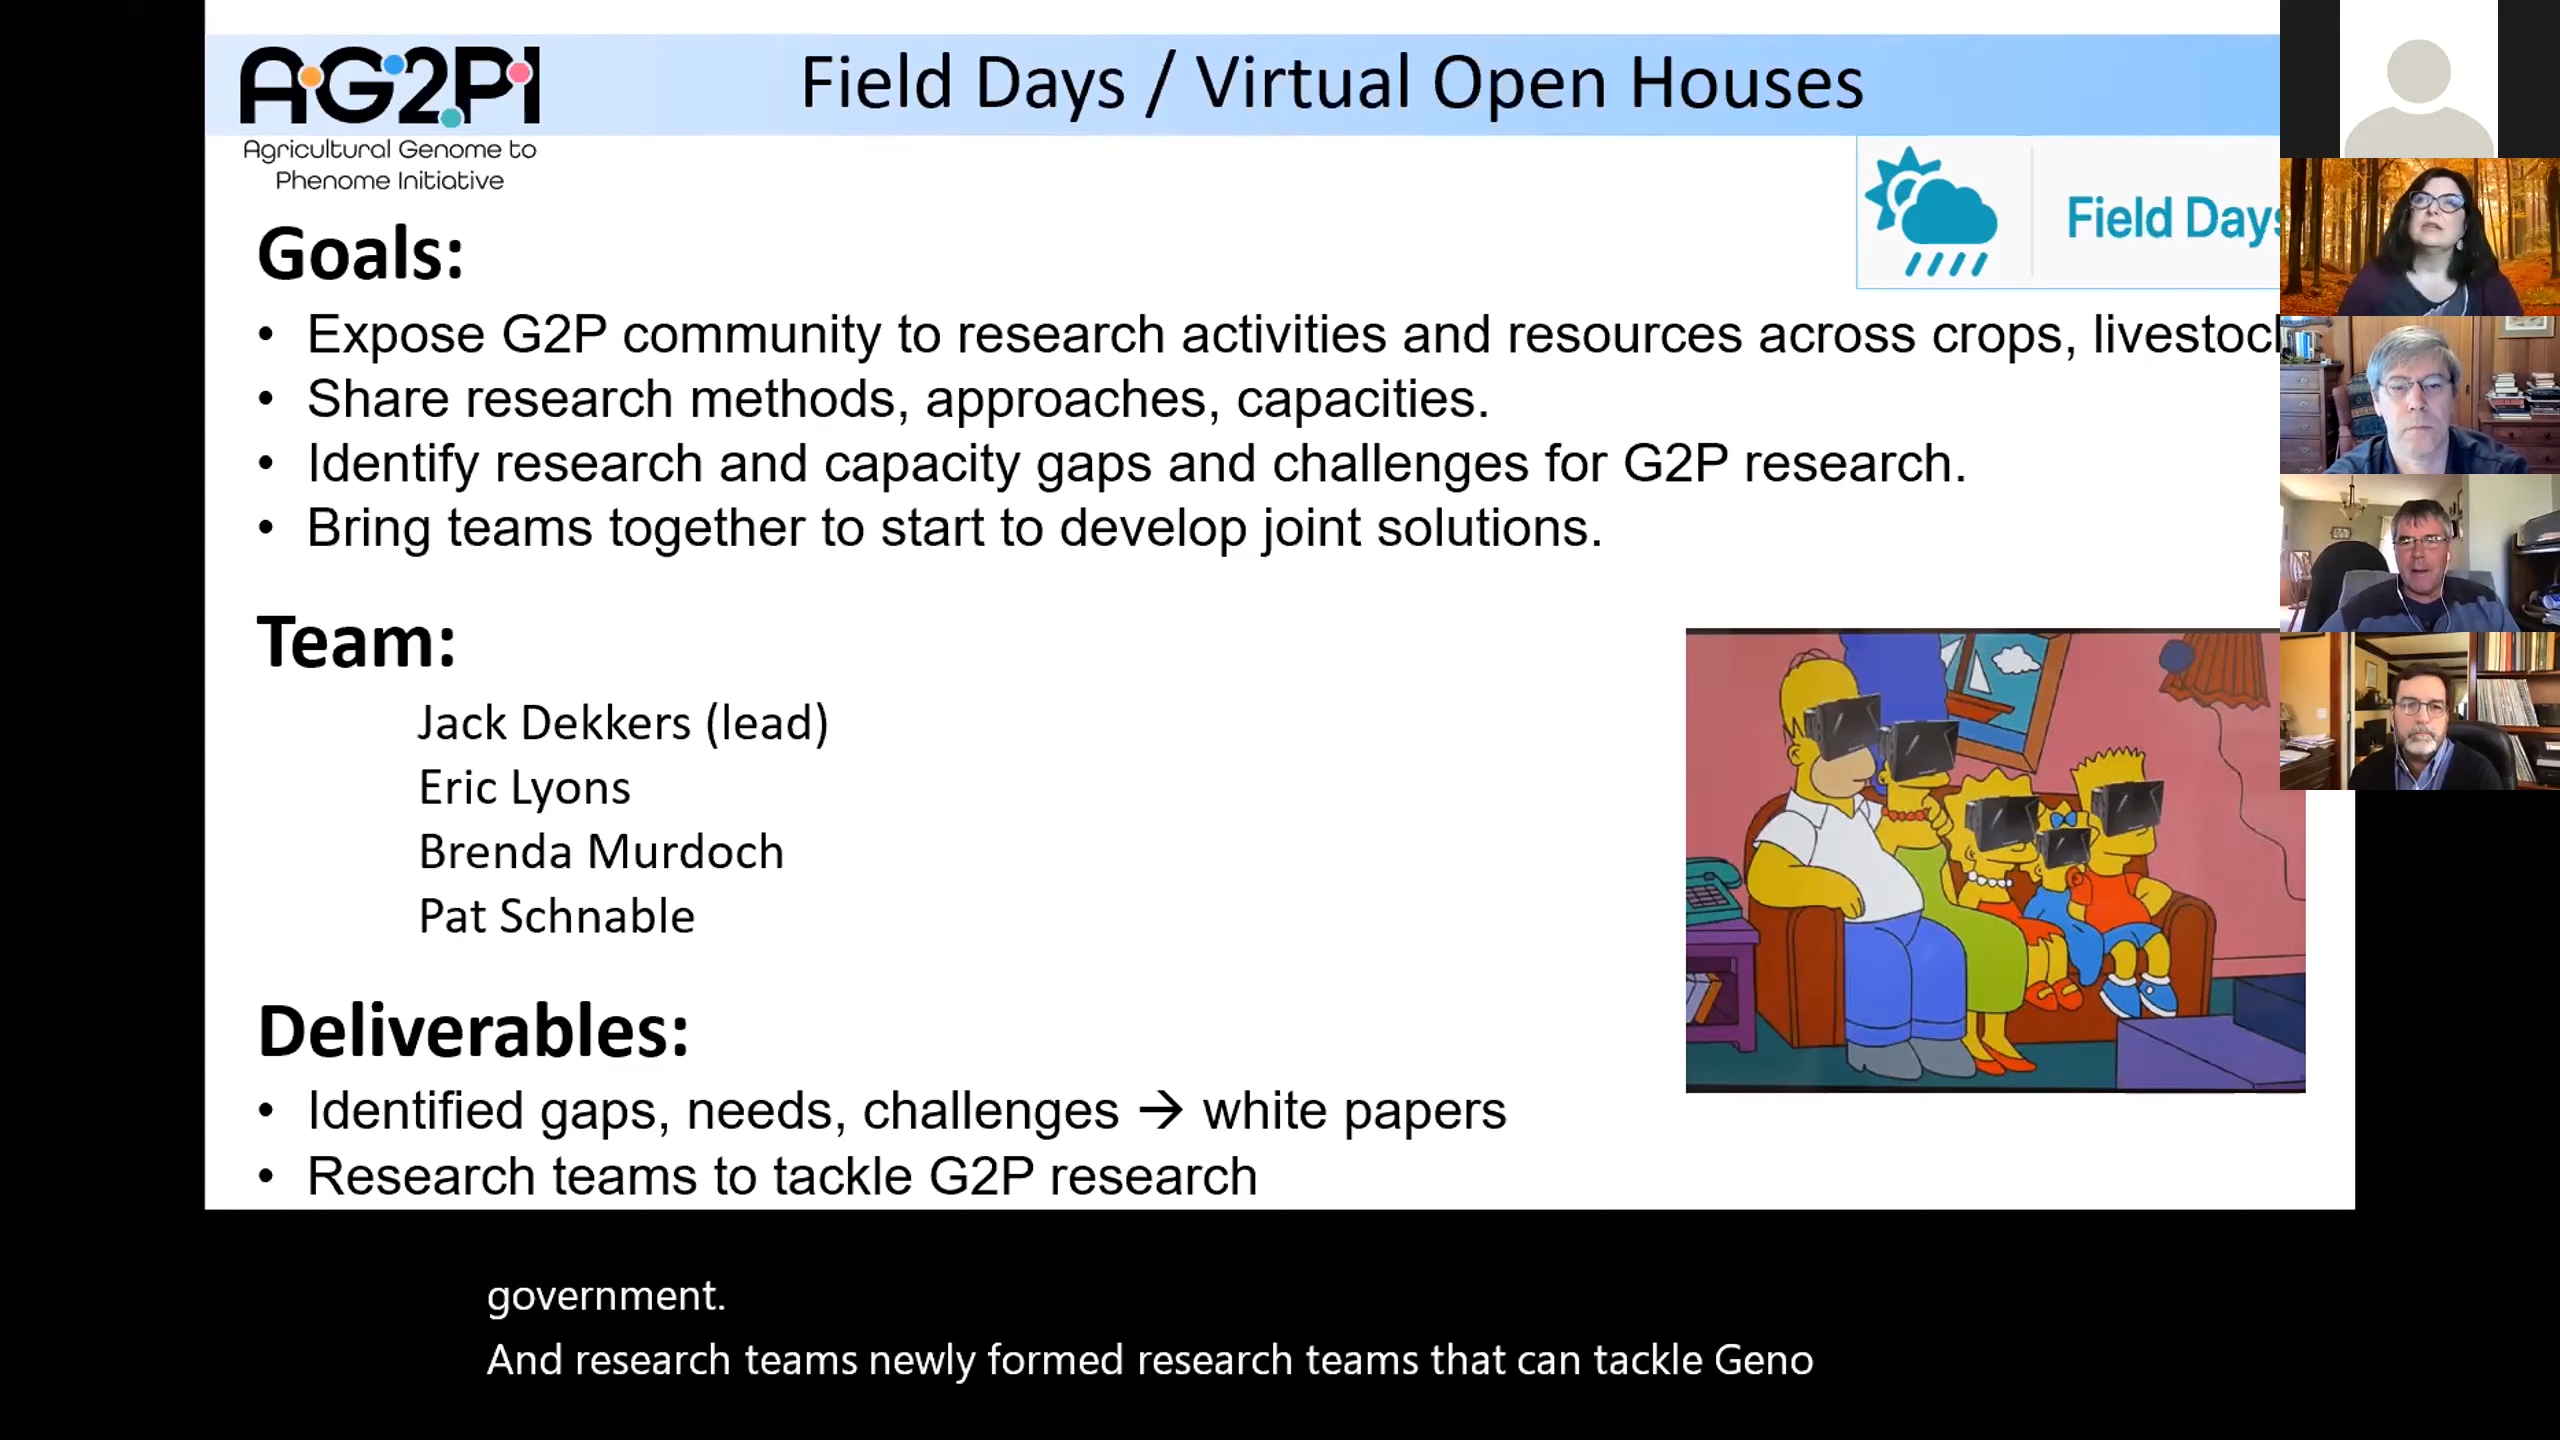 AG2PI
Field Days / Virtual Open Houses
Agricultural Genome to
Phenome Initiative
Field Days
Goals:
• Expose G2P community to research activities and resources across crops, livestoc
• Share research methods, approaches, capacities.
• Identify research and capacity gaps and challenges for G2P research.
• Bring teams together to start to develop joint solutions.
Team:
Jack Dekkers (lead)
Eric Lyons
Brenda Murdoch
Pat Schnable
Deliverables:
• Identified gaps, needs, challenges → white papers
• Research teams to tackle G2P research
government.
And research teams newly formed research teams that can tackle Geno